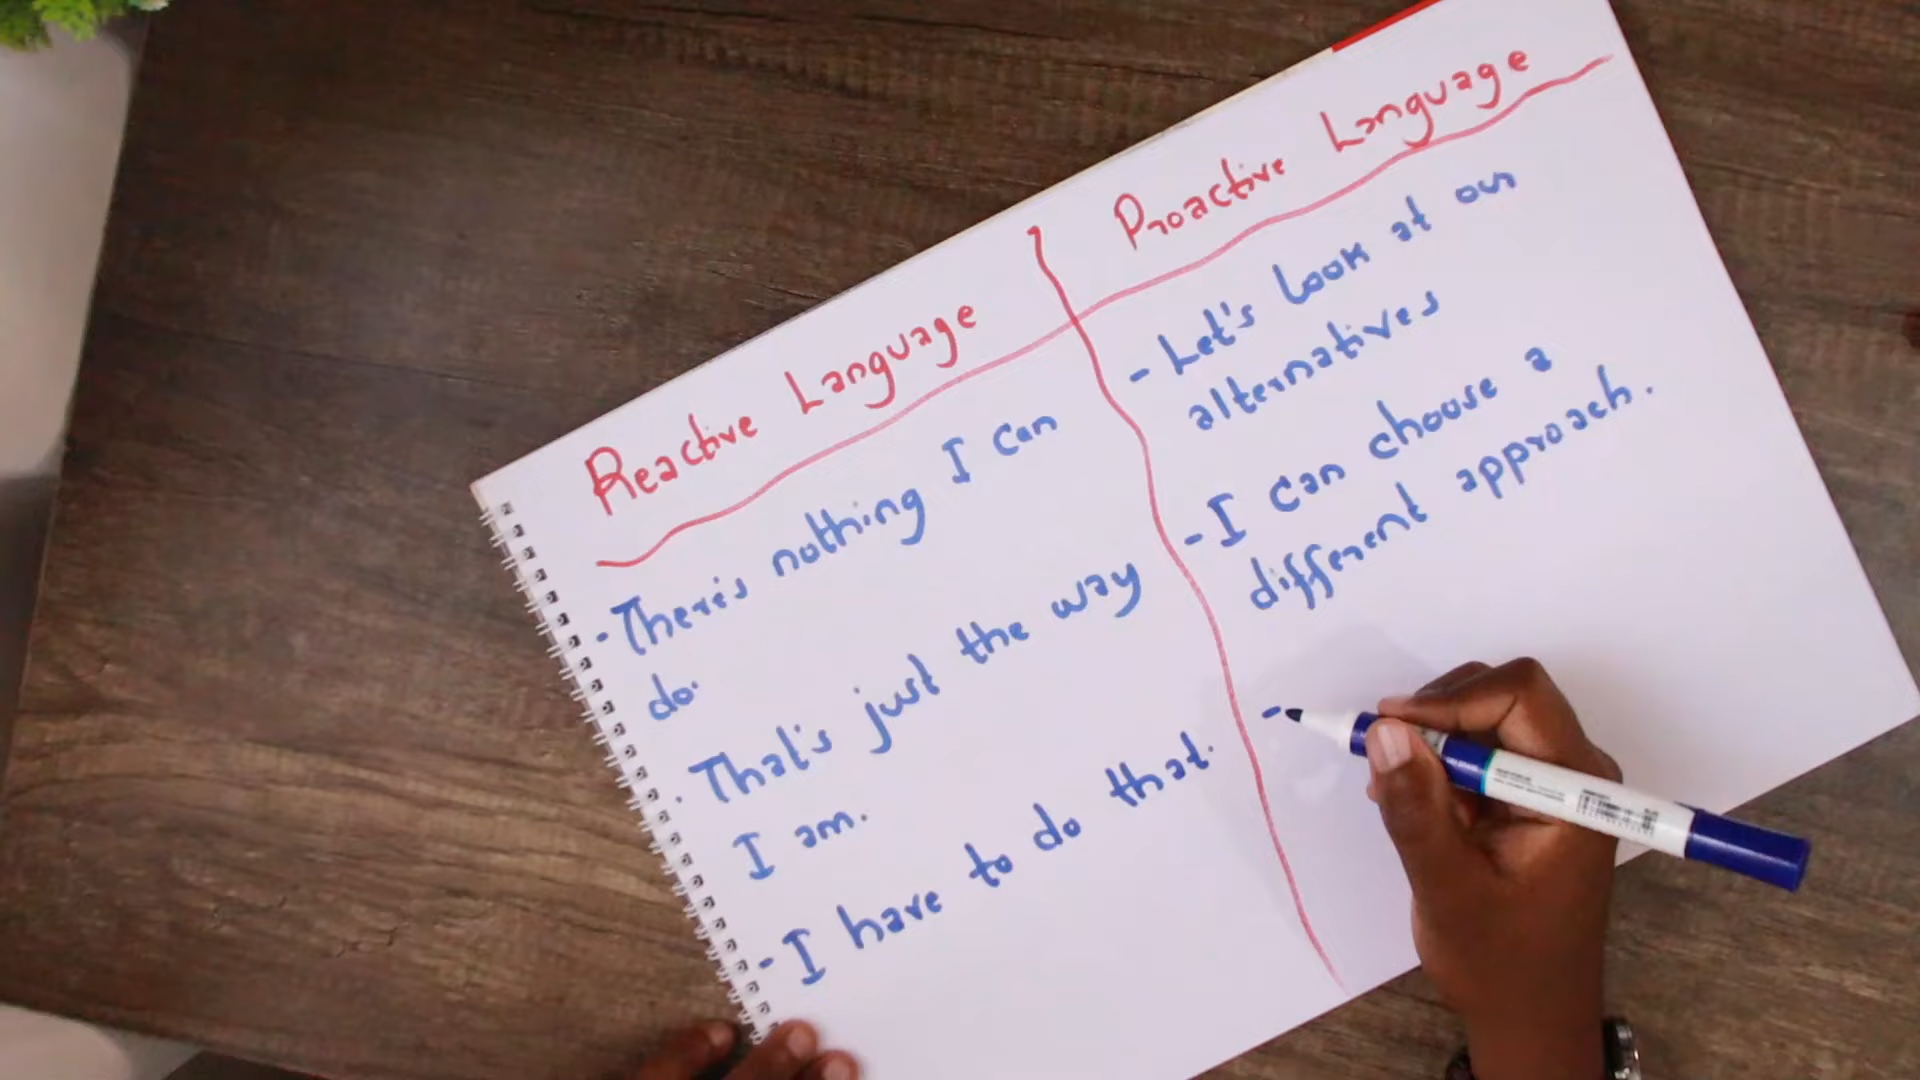 Reactive Language
- There's nothing I can
do.
. That's just the way
I am.
- I have to do that.
Proactive Language
- Let's look at our
alternatives
- I can choose a
different approach.
-